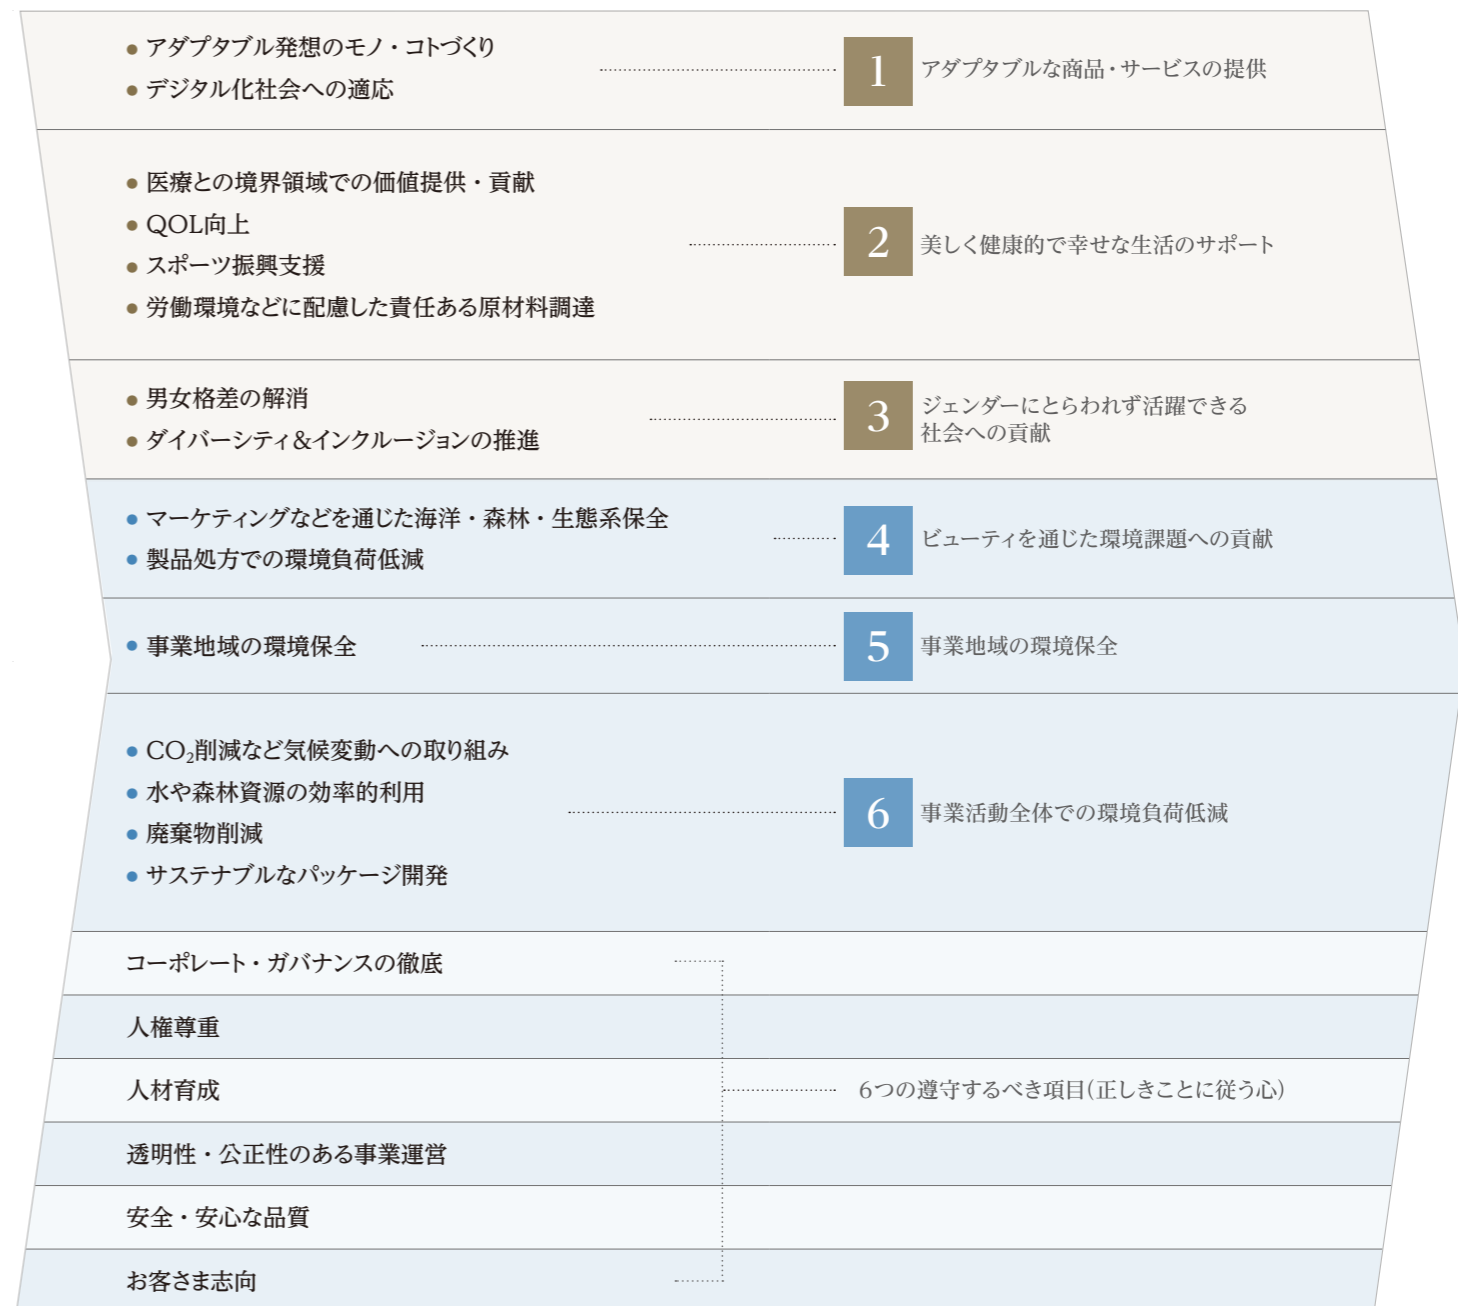 ● アダプタブル発想のモノ・コトづくり
● デジタル化社会への適応
1 アダプタブルな商品・サービスの提供
● 医療との境界領域での価値提供・貢献
● QOL向上
● スポーツ振興支援
● 労働環境などに配慮した責任ある原材料調達
2 美しく健康的で幸せな生活のサポート
● 男女格差の解消
● ダイバーシティ&インクルージョンの推進
3 ジェンダーにとらわれず活躍できる
社会への貢献
● マーケティングなどを通じた海洋・森林・生態系保全
● 製品処方での環境負荷低減
4 ビューティを通じた環境課題への貢献
● 事業地域の環境保全
5 事業地域の環境保全
● CO₂削減など気候変動への取り組み
● 水や森林資源の効率的利用
● 廃棄物削減
● サステナブルなパッケージ開発
6 事業活動全体での環境負荷低減
コーポレート・ガバナンスの徹底
人権尊重
人材育成
6つの遵守するべき項目(正しきことに従う心)
透明性・公正性のある事業運営
安全・安心な品質
お客さま志向